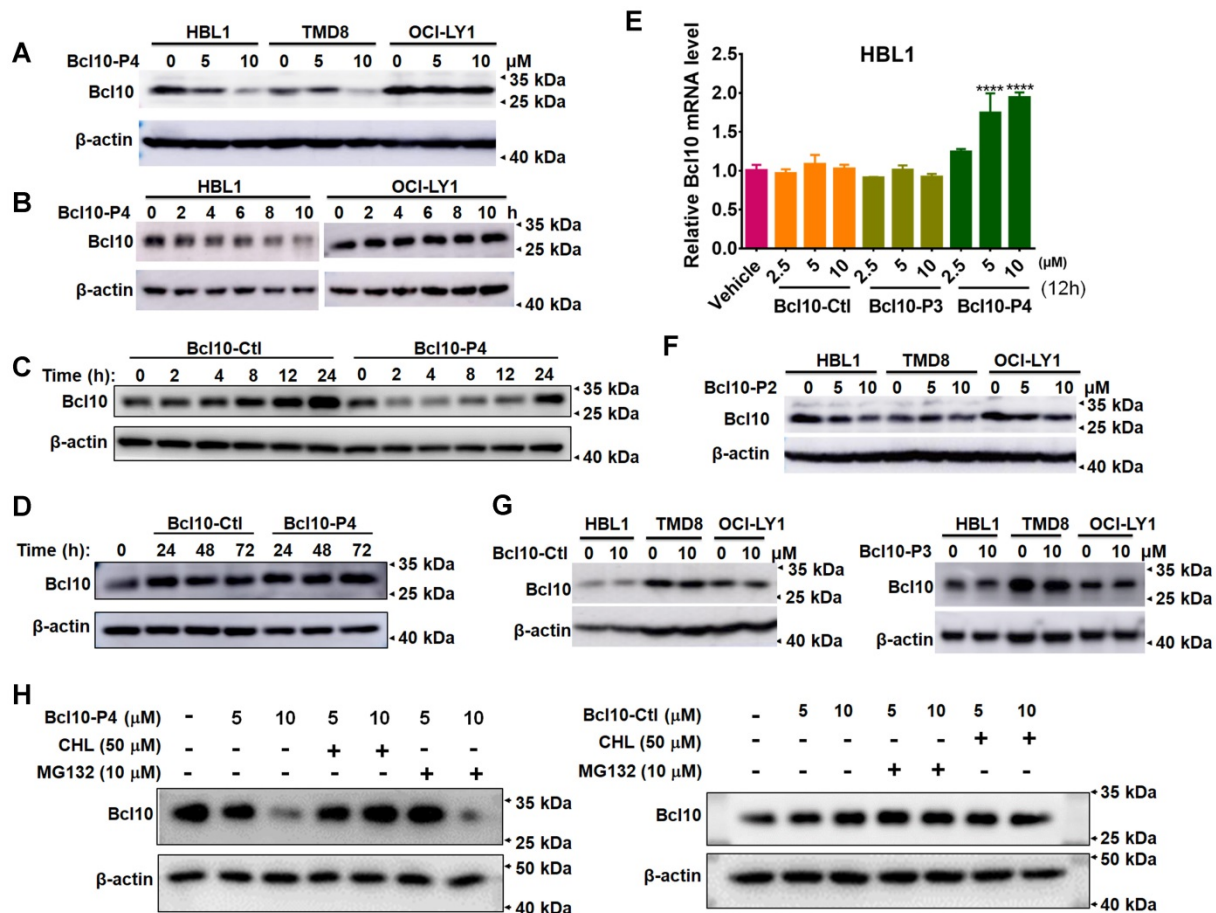 A
HBL1 TMD8 OCI-LY1
Bcl10-P4 0 5 10 0 5 10 0 5 10 μM
Bcl10
35 kDa
25 kDa
β-actin
40 kDa
B
HBL1 OCI-LY1
Bcl10-P4 0 2 4 6 8 10 0 2 4 6 8 10 h
Bcl10
35 kDa
25 kDa
β-actin
40 kDa
C
Bcl10-Ctl Bcl10-P4
Time (h): 0 2 4 8 12 24 0 2 4 8 12 24
Bcl10
35 kDa
25 kDa
β-actin
40 kDa
D
Bcl10-Ctl Bcl10-P4
Time (h): 0 24 48 72 24 48 72
Bcl10
35 kDa
25 kDa
β-actin
40 kDa
E
HBL1
Relative Bcl10 mRNA level
2.5
2.0
1.5
1.0
0.5
0.0
**** ****
Vehicle 2.5 5 10 2.5 5 10 2.5 5 10 (μM)
Bcl10-Ctl Bcl10-P3 Bcl10-P4 (12h)
F
HBL1 TMD8 OCI-LY1
Bcl10-P2 0 5 10 0 5 10 0 5 10 μM
Bcl10
35 kDa
25 kDa
β-actin
40 kDa
G
HBL1 TMD8 OCI-LY1
Bcl10-Ctl 0 10 0 10 0 10 μM
Bcl10
35 kDa
25 kDa
β-actin
40 kDa
HBL1 TMD8 OCI-LY1
Bcl10-P3 0 10 0 10 0 10 μM
Bcl10
35 kDa
25 kDa
β-actin
40 kDa
H
Bcl10-P4 (μM) - 5 10 5 10 5 10
CHL (50 μM) - - - + + - -
MG132 (10 μM) - - - - - + +
Bcl10
35 kDa
25 kDa
β-actin
50 kDa
40 kDa
Bcl10-Ctl (μM) - 5 10 5 10 5 10
CHL (50 μM) - - - - - + +
MG132 (10 μM) - - - + + - -
Bcl10
35 kDa
25 kDa
β-actin
50 kDa
40 kDa